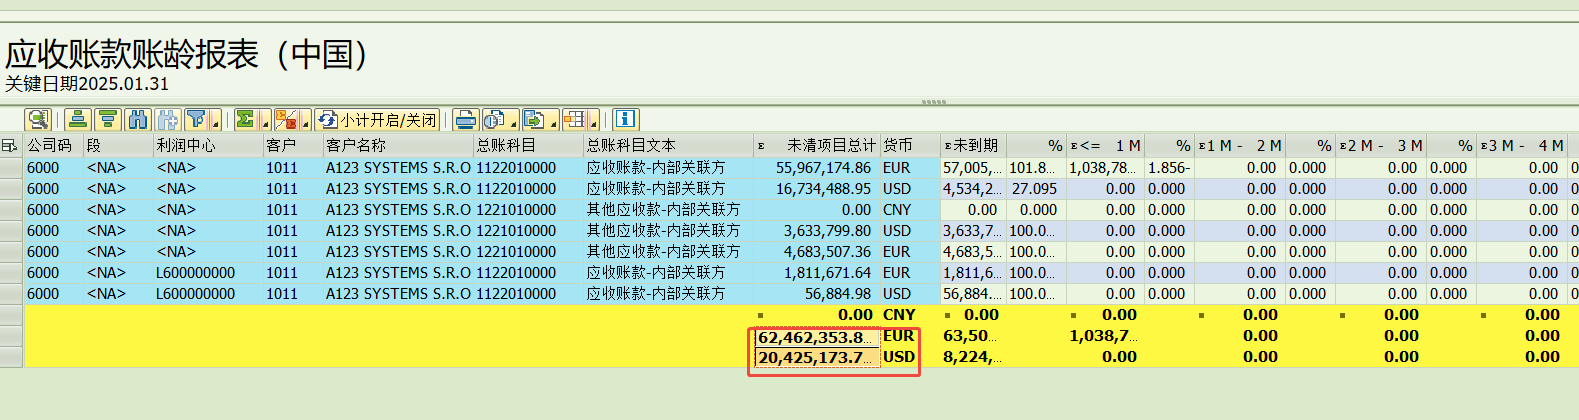 应收账款账龄报表（中国）
关键日期2025.01.31
小计开启/关闭
公司码 段 利润中心 客户 客户名称 总账科目 总账科目文本 Σ 未清项目总计 货币 Σ未到期 % Σ<= 1 M % Σ1 M - 2 M % Σ2 M - 3 M % Σ3 M - 4 M
6000 <NA> <NA> 1011 A123 SYSTEMS S.R.O 1122010000 应收账款-内部关联方 55,967,174.86 EUR 57,005,... 101.8... 1,038,78... 1.856- 0.00 0.000 0.00 0.000 0.00 0
6000 <NA> <NA> 1011 A123 SYSTEMS S.R.O 1122010000 应收账款-内部关联方 16,734,488.95 USD 4,534,2... 27.095 0.00 0.000 0.00 0.000 0.00 0.000 0.00 0
6000 <NA> <NA> 1011 A123 SYSTEMS S.R.O 1221010000 其他应收款-内部关联方 0.00 CNY 0.00 0.000 0.00 0.000 0.00 0.000 0.00 0.000 0.00 0
6000 <NA> <NA> 1011 A123 SYSTEMS S.R.O 1221010000 应收账款-内部关联方 3,633,799.80 USD 3,633,7... 100.0... 0.00 0.000 0.00 0.000 0.00 0.000 0.00 0
6000 <NA> <NA> 1011 A123 SYSTEMS S.R.O 1221010000 其他应收款-内部关联方 4,683,507.36 EUR 4,683,5... 100.0... 0.00 0.000 0.00 0.000 0.00 0.000 0.00 0
6000 <NA> L600000000 1011 A123 SYSTEMS S.R.O 1122010000 应收账款-内部关联方 1,811,671.64 EUR 1,811,6... 100.0... 0.00 0.000 0.00 0.000 0.00 0.000 0.00 0
6000 <NA> L600000000 1011 A123 SYSTEMS S.R.O 1122010000 应收账款-内部关联方 56,884.98 USD 56,884.... 100.0... 0.00 0.000 0.00 0.000 0.00 0.000 0.00 0
0.00 CNY 0.00 0.00 0.00 0.00 0.00
62,462,353.8... EUR 63,50... 1,038,7... 0.00 0.00 0.00
20,425,173.7... USD 8,224,... 0.00 0.00 0.00 0.00